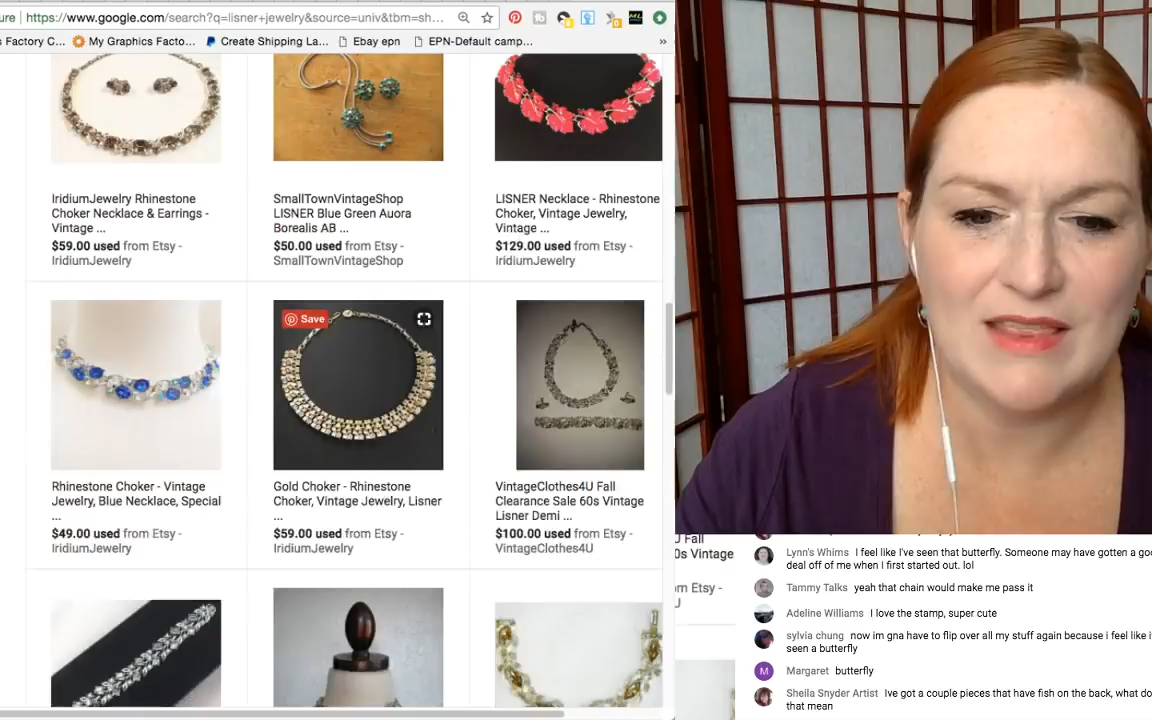 ure https://www.google.com/search?q=lisner+jewelry&source=univ&tbm=sh...
s Factory C... My Graphics Facto... Create Shipping La... Ebay epn EPN-Default camp... »
IridiumJewelry Rhinestone
Choker Necklace & Earrings -
Vintage ...
$59.00 used from Etsy -
IridiumJewelry
SmallTownVintageShop
LISNER Blue Green Auora
Borealis AB ...
$50.00 used from Etsy -
SmallTownVintageShop
LISNER Necklace - Rhinestone
Choker, Vintage Jewelry,
Vintage ...
$129.00 used from Etsy -
IridiumJewelry
Save
Rhinestone Choker - Vintage
Jewelry, Blue Necklace, Special
...
$49.00 used from Etsy -
IridiumJewelry
Gold Choker - Rhinestone
Choker, Vintage Jewelry, Lisner
...
$59.00 used from Etsy -
IridiumJewelry
VintageClothes4U Fall
Clearance Sale 60s Vintage
Lisner Demi ...
$100.00 used from Etsy -
VintageClothes4U
U Fall
0s Vintage
om Etsy -
U
Lynn's Whims I feel like I've seen that butterfly. Someone may have gotten a goo
deal off of me when I first started out. lol
Tammy Talks yeah that chain would make me pass it
Adeline Williams I love the stamp, super cute
sylvia chung now im gna have to flip over all my stuff again because i feel like i
seen a butterfly
M Margaret butterfly
Sheila Snyder Artist Ive got a couple pieces that have fish on the back, what do
that mean